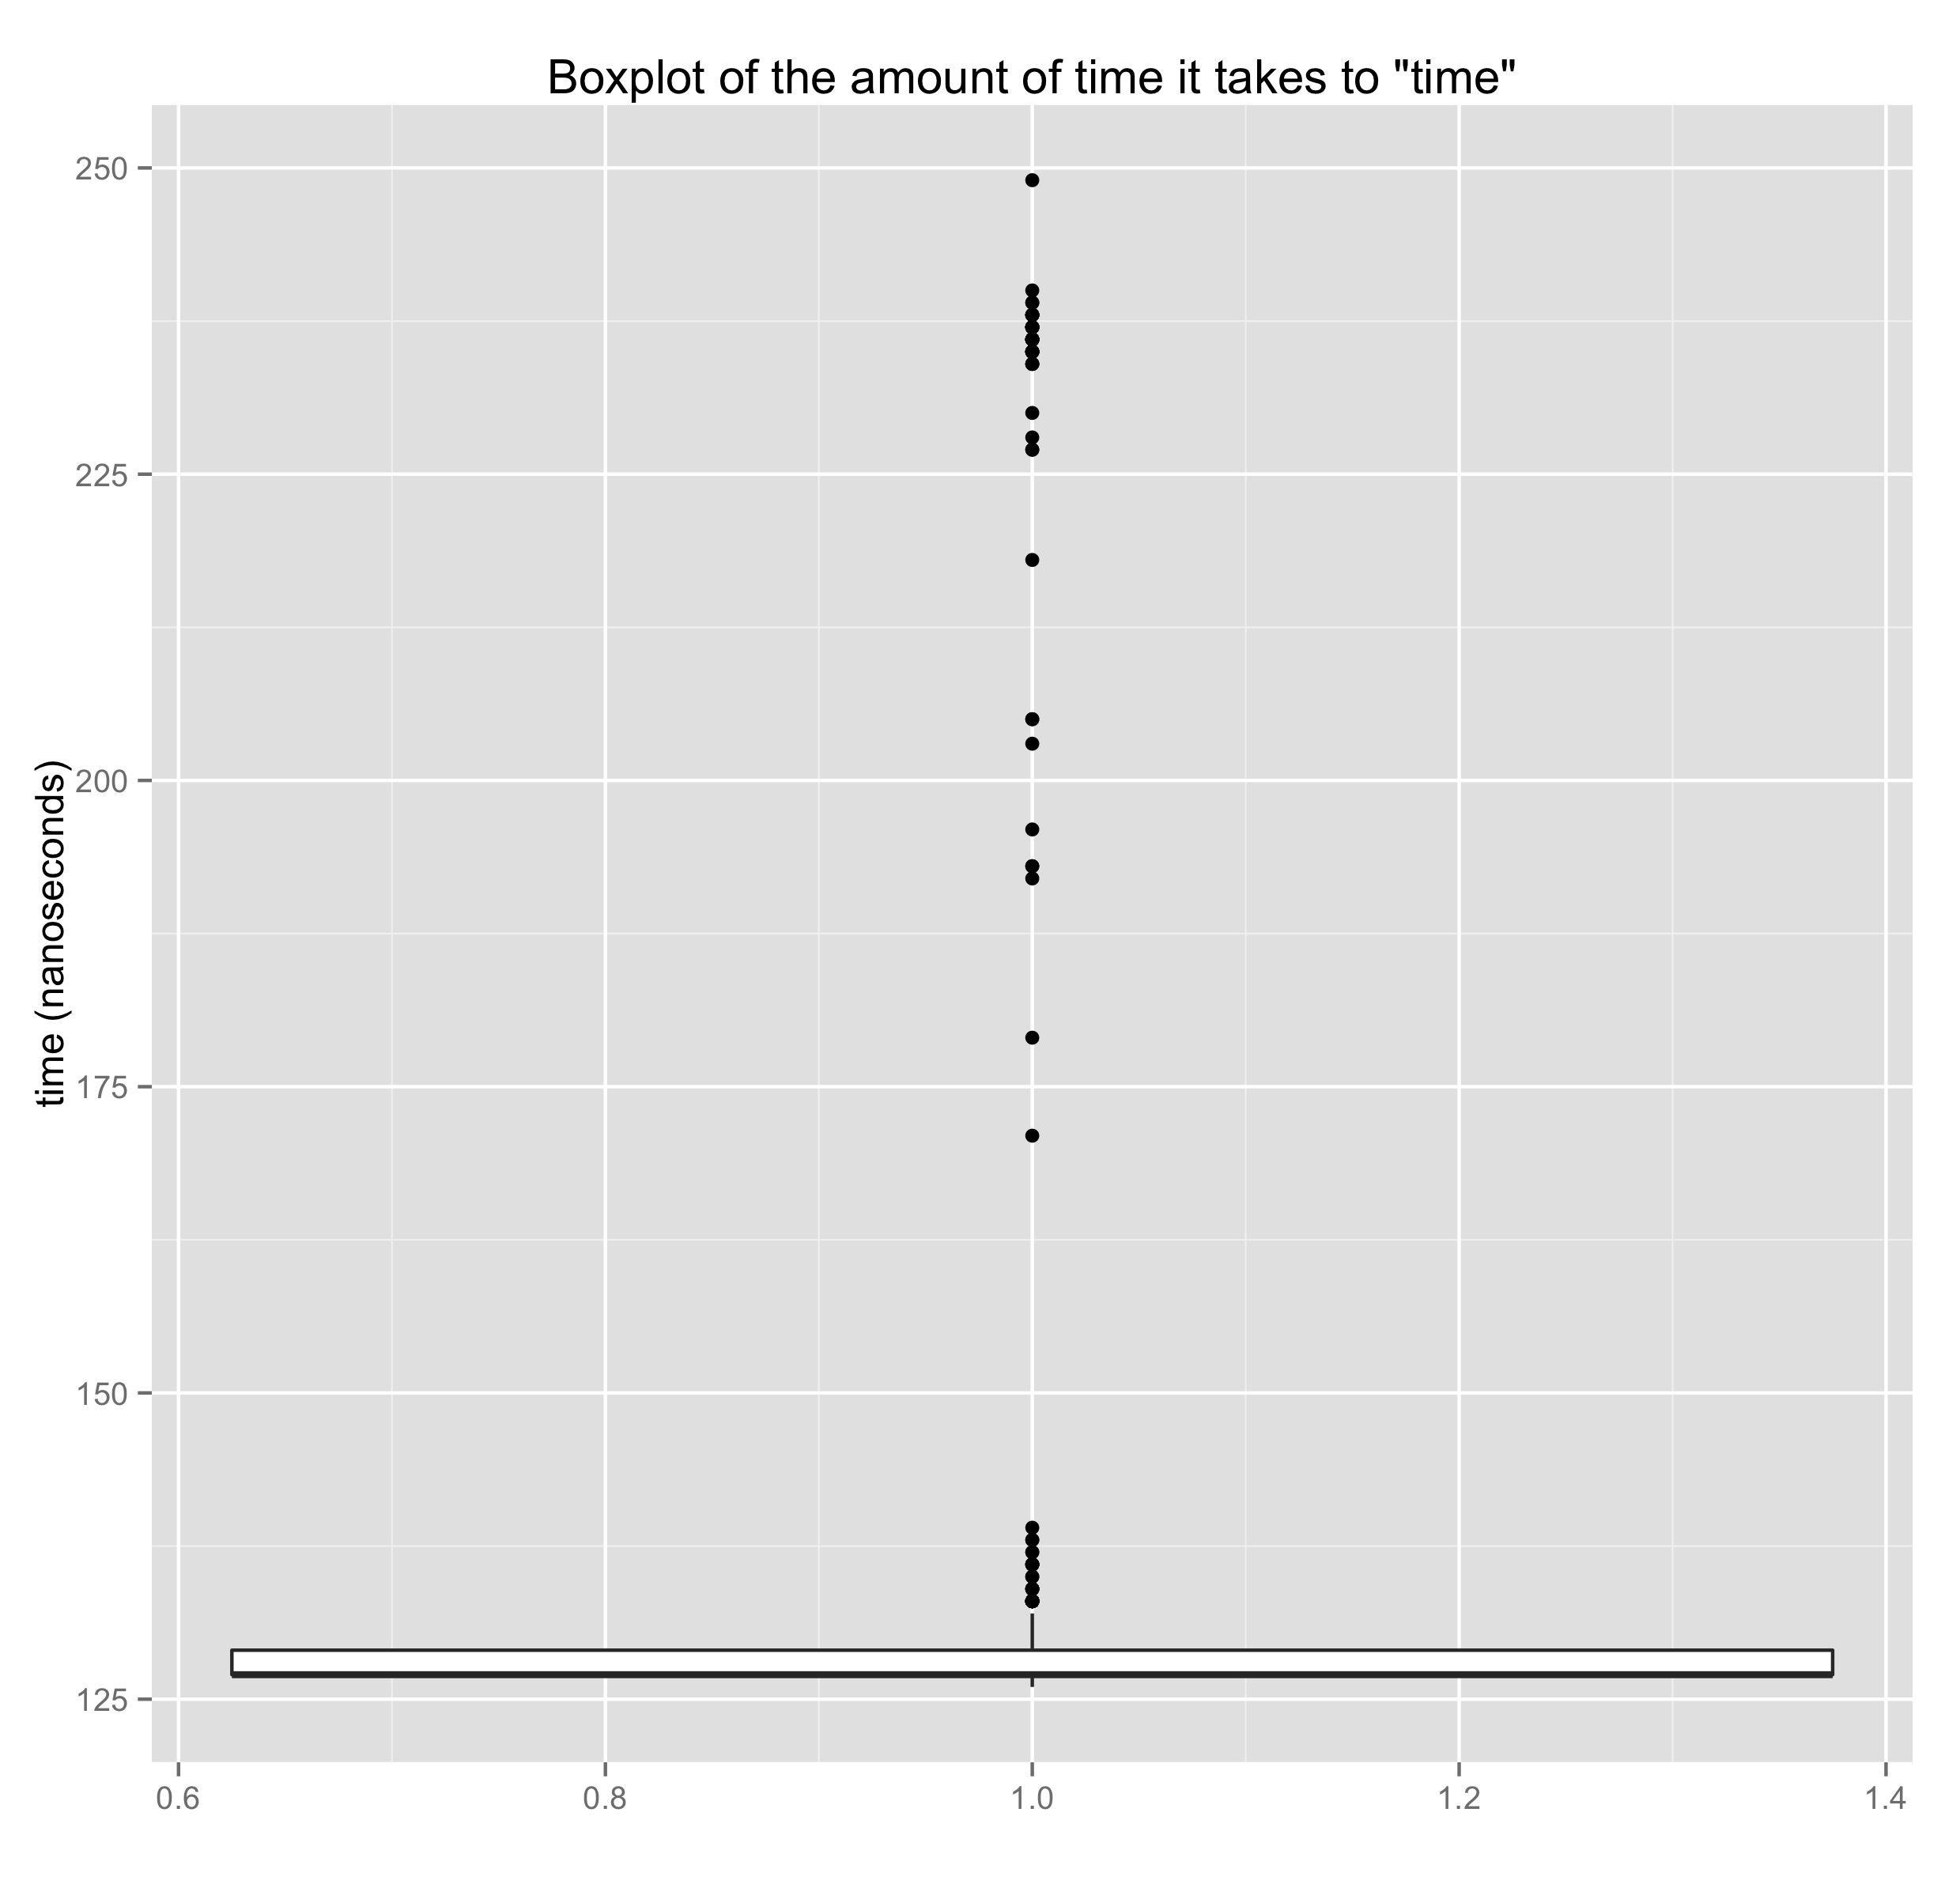 Boxplot of the amount of time it takes to "time"
250
225
200
175
150
125
time (nanoseconds)
0.6 0.8 1.0 1.2 1.4